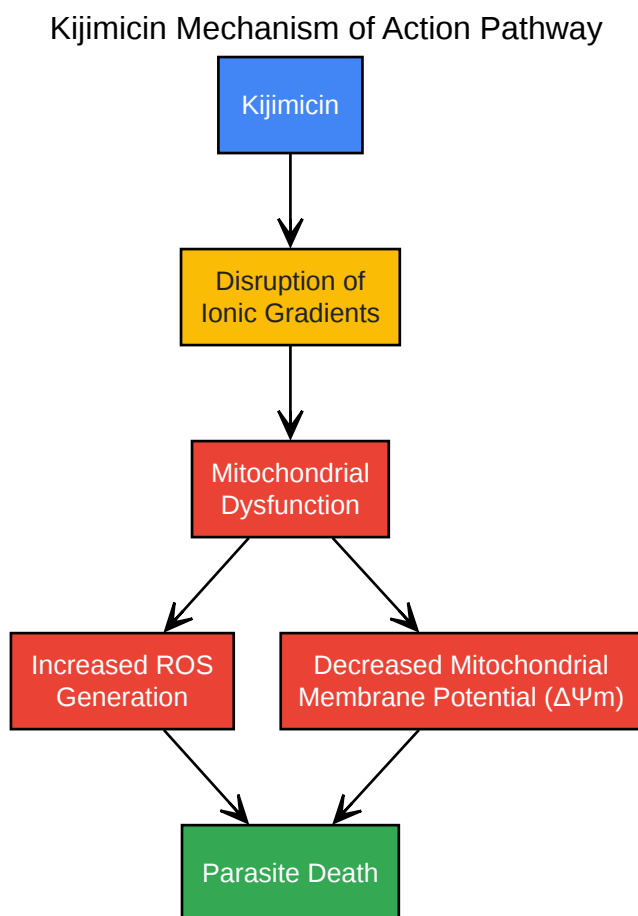 Kijimicin Mechanism of Action Pathway
Kijimicin
Disruption of
Ionic Gradients
Mitochondrial
Dysfunction
Increased ROS
Generation
Decreased Mitochondrial
Membrane Potential (ΔΨm)
Parasite Death